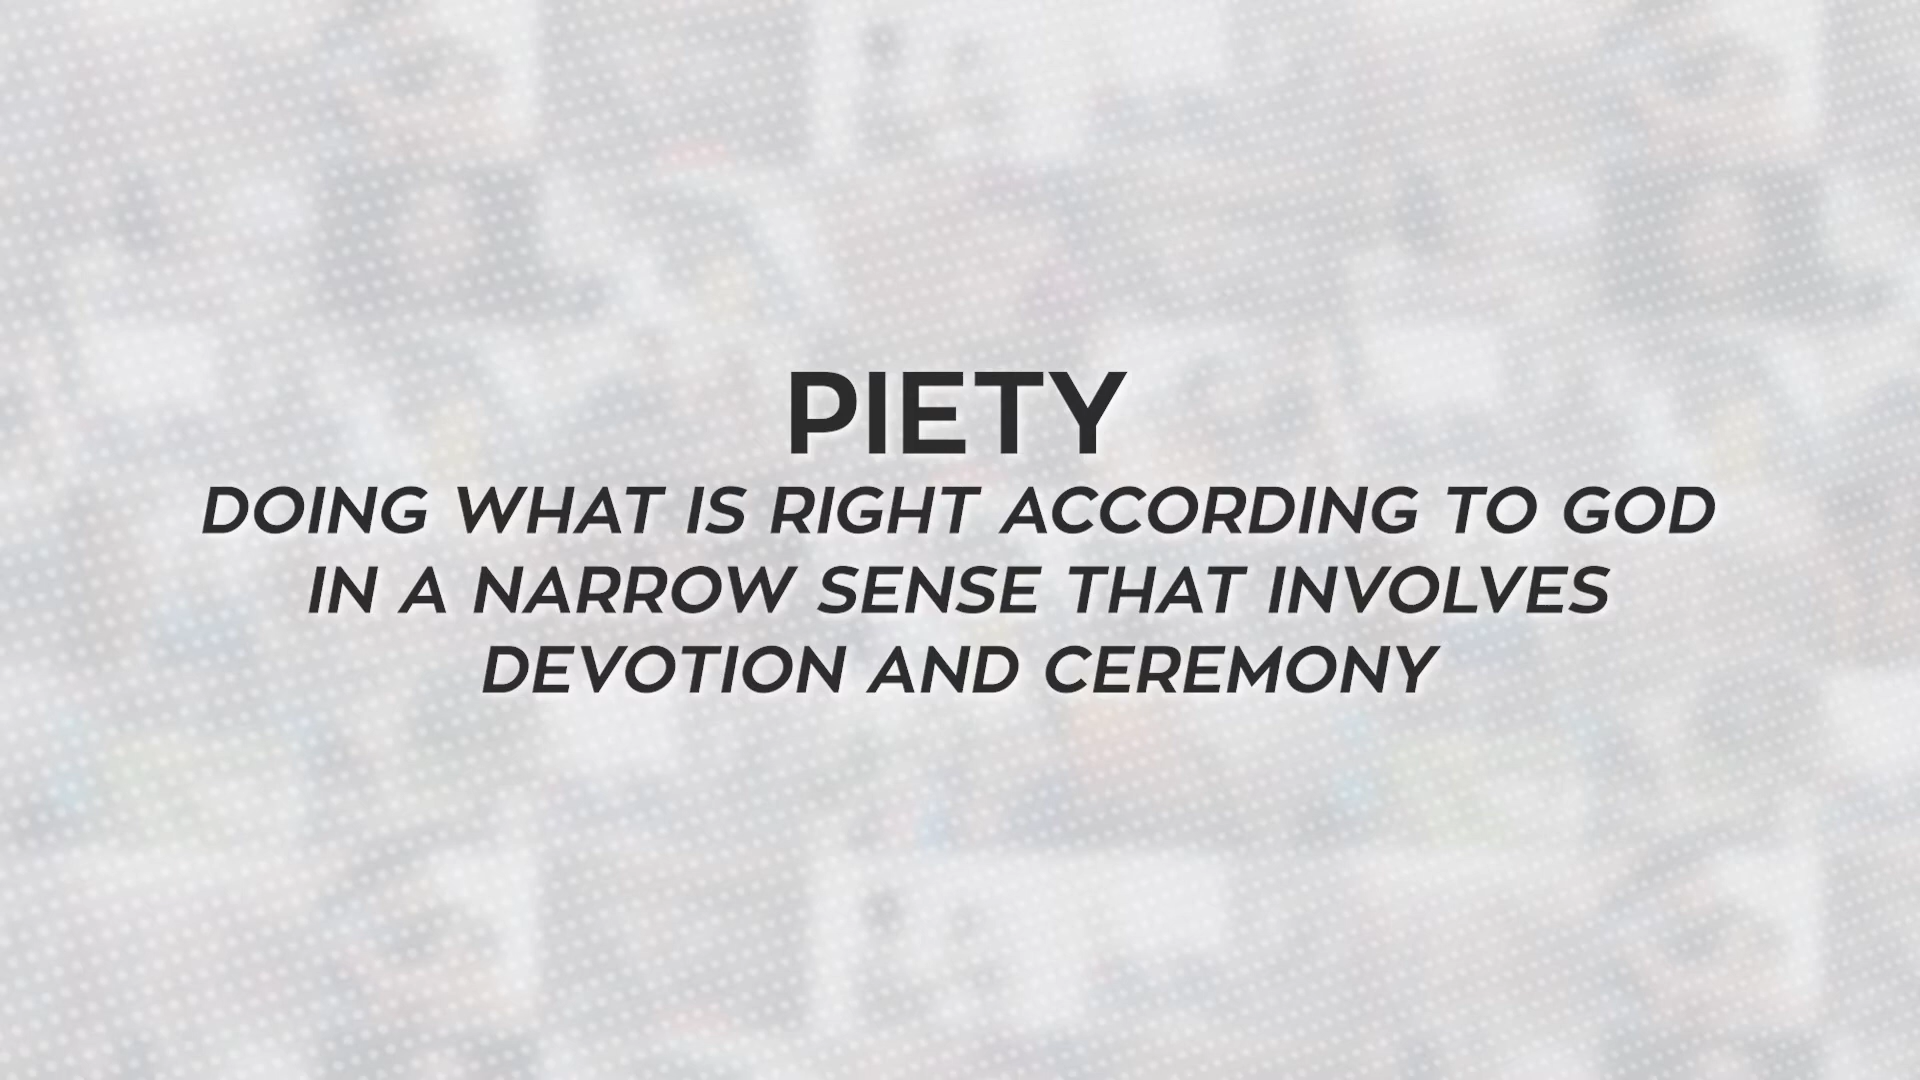 PIETY
DOING WHAT IS RIGHT ACCORDING TO GOD
IN A NARROW SENSE THAT INVOLVES
DEVOTION AND CEREMONY